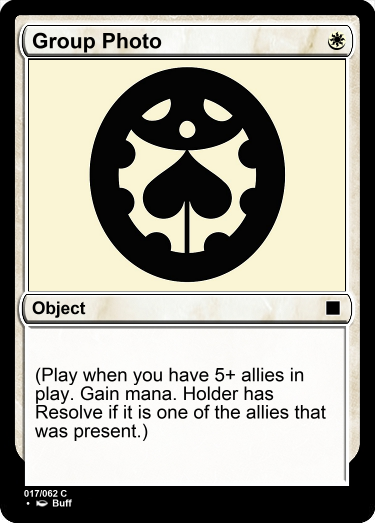 Group Photo
Object
(Play when you have 5+ allies in
play. Gain mana. Holder has
Resolve if it is one of the allies that
was present.)
017/062 C
• Buff